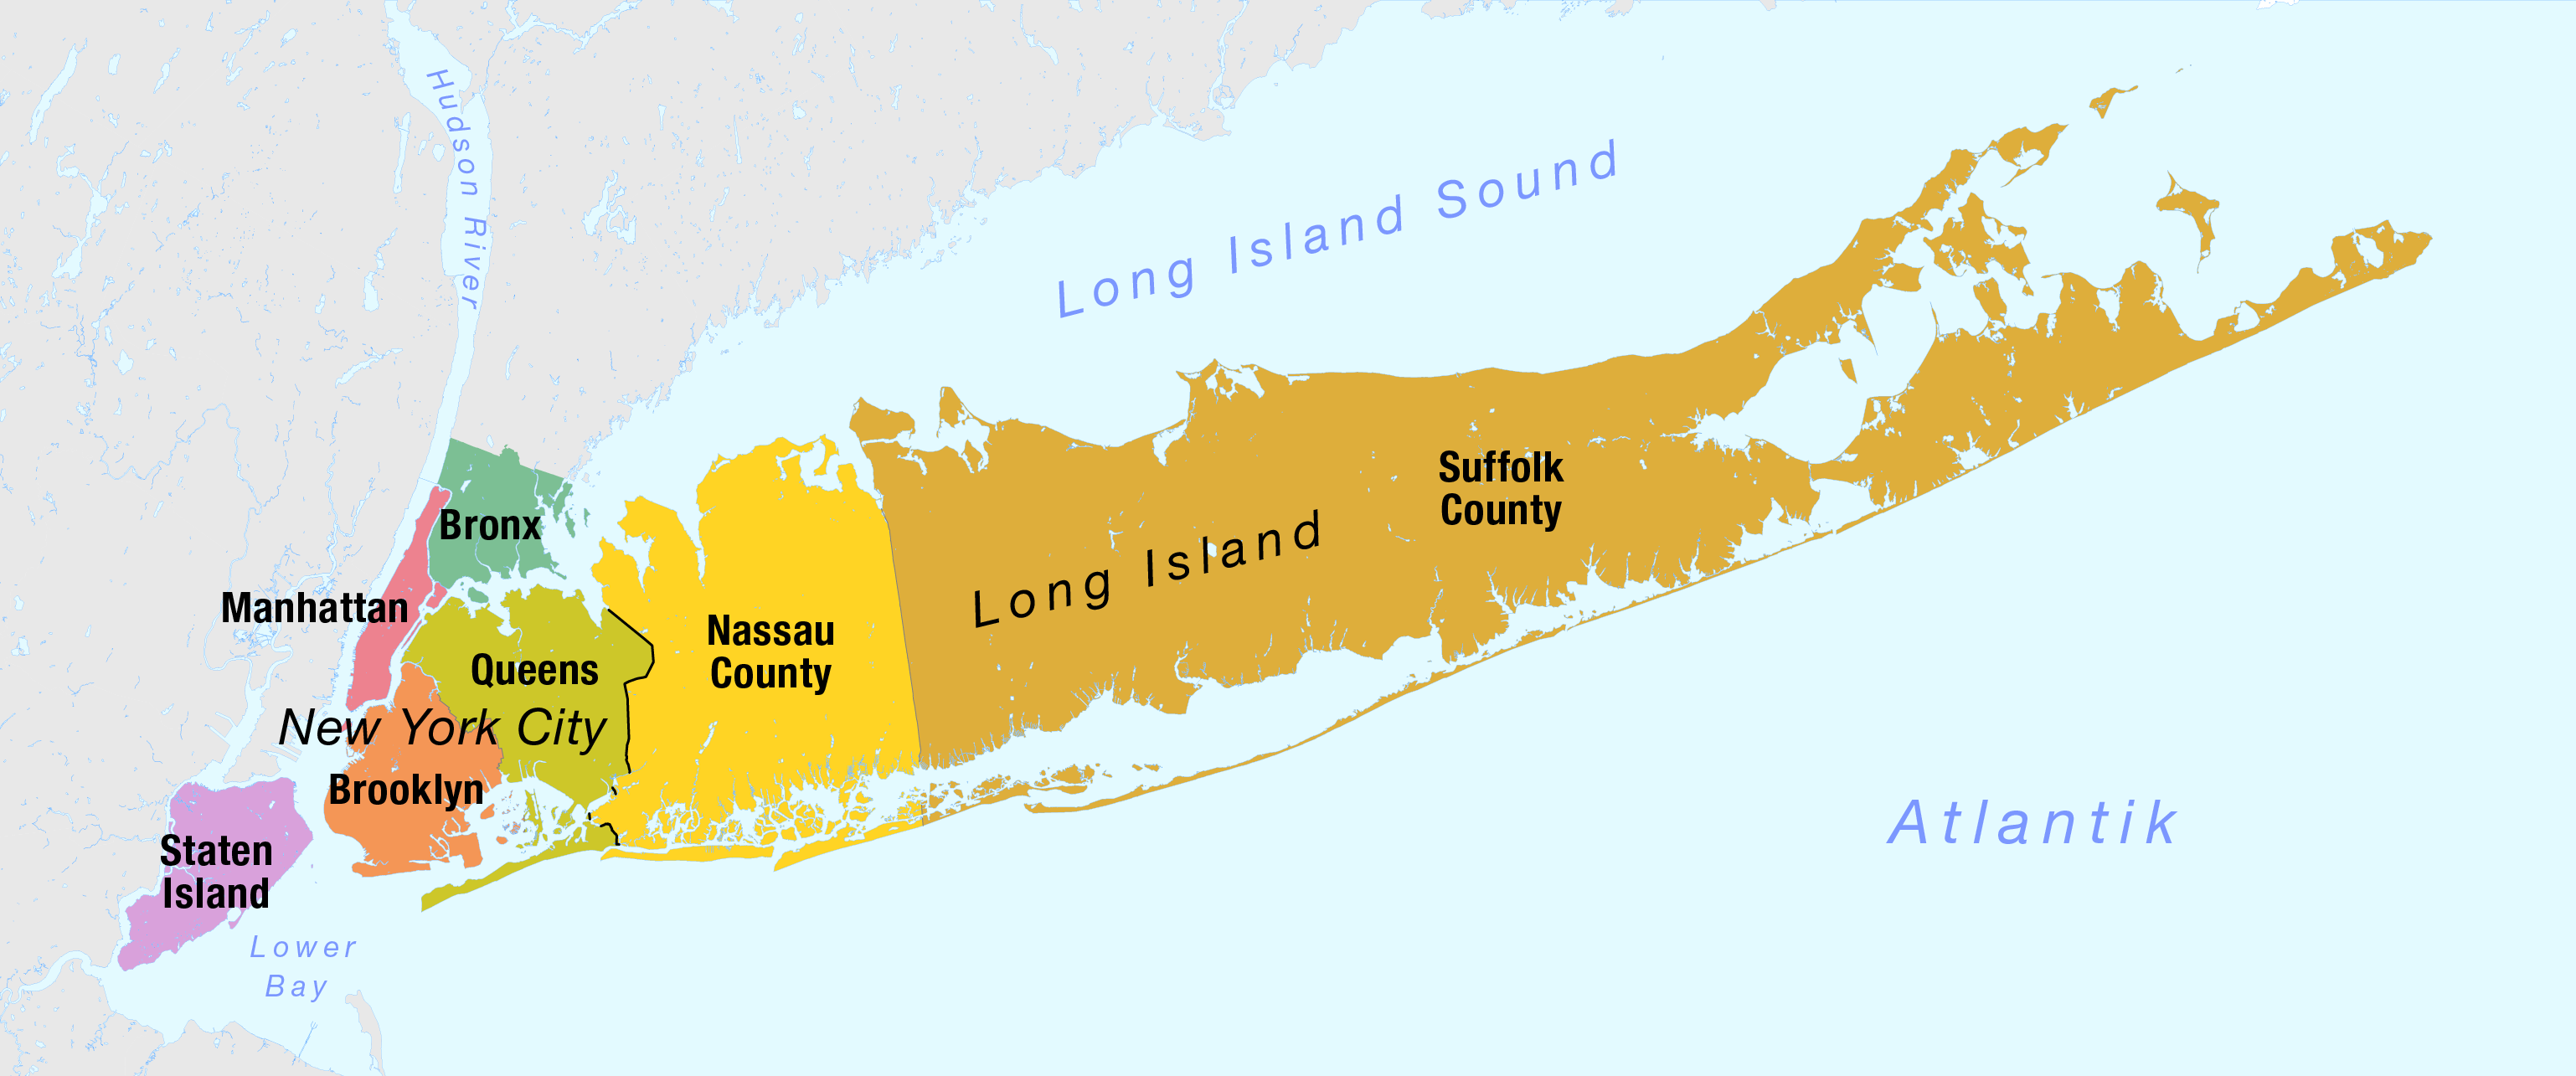 Hudson River
Long Island Sound
Bronx
Manhattan
Suffolk
County
Long Island
Nassau
County
Queens
New York City
Brooklyn
Staten
Island
Atlantik
Lower
Bay